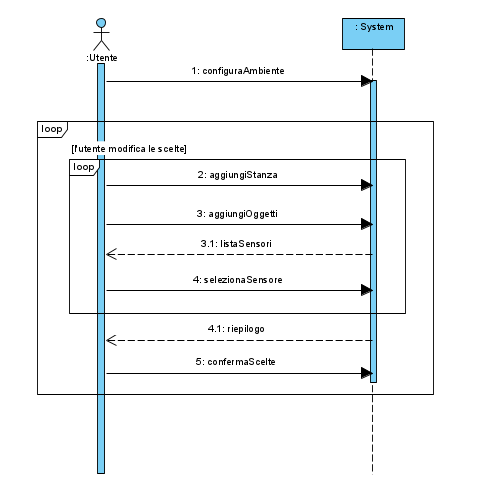 : System
:Utente
1: configuraAmbiente
loop
[l'utente modifica le scelte]
loop
2: aggiungiStanza
3: aggiungiOggetti
3.1: listaSensori
4: selezionaSensore
4.1: riepilogo
5: confermaScelte